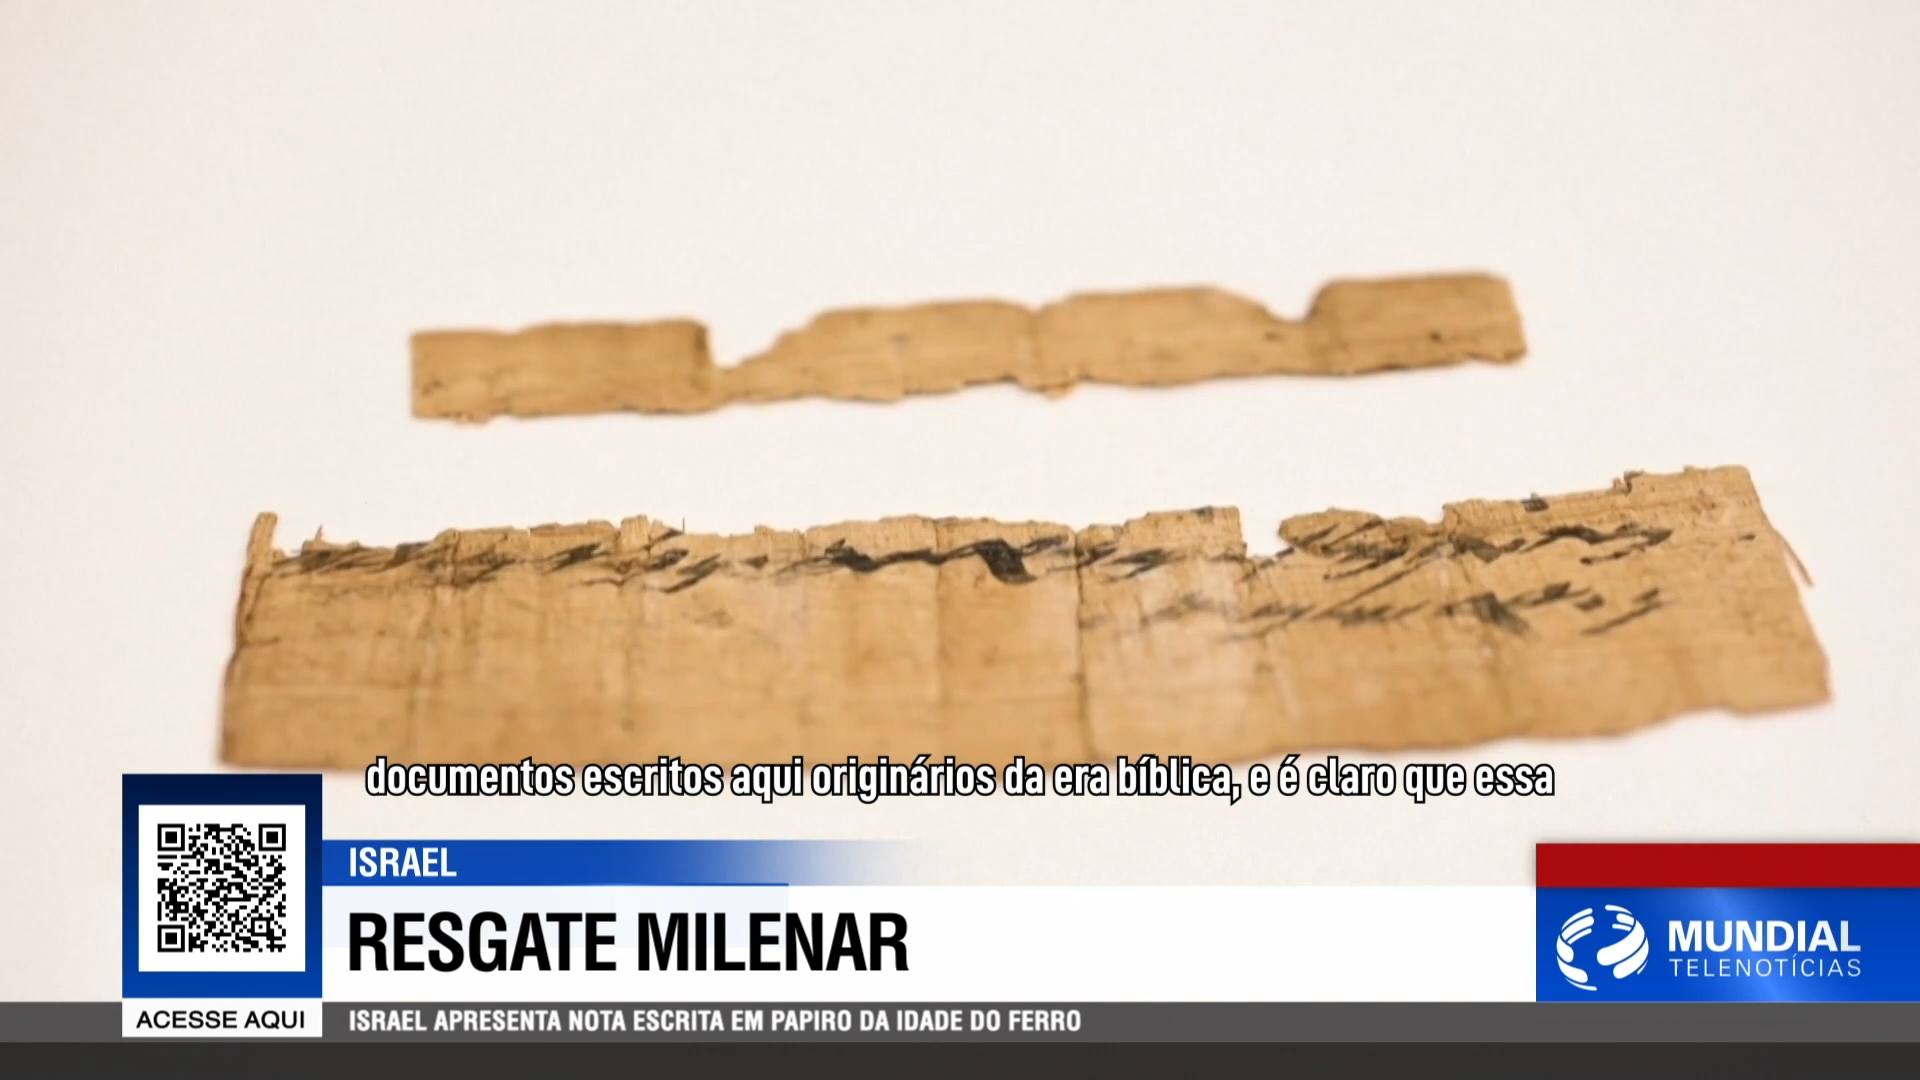 documentos escritos aqui originários da era bíblica, e é claro que essa
ISRAEL
RESGATE MILENAR
MUNDIAL
TELENOTÍCIAS
ACESSE AQUI
ISRAEL APRESENTA NOTA ESCRITA EM PAPIRO DA IDADE DO FERRO